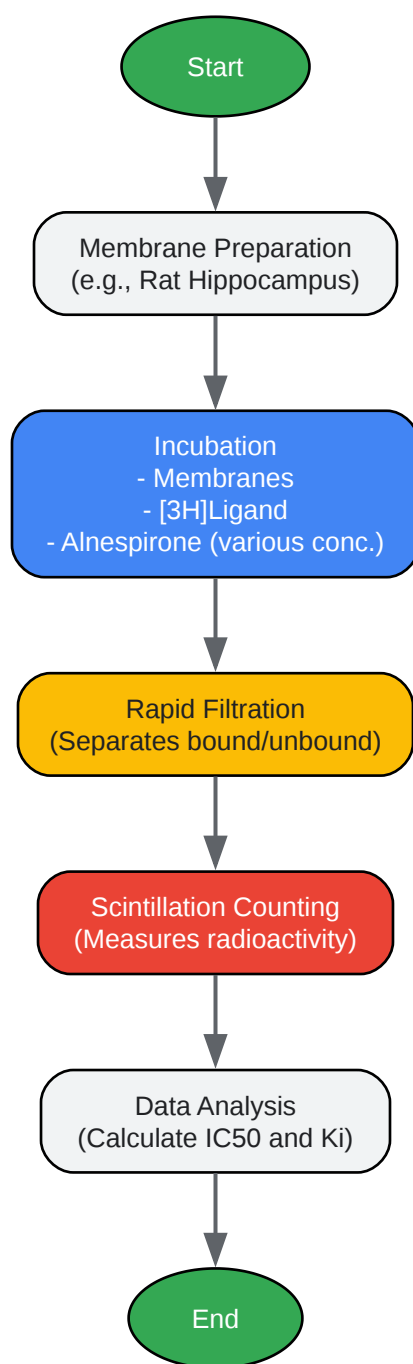 Start
Membrane Preparation
(e.g., Rat Hippocampus)
Incubation
- Membranes
- [3H]Ligand
- Alnespirone (various conc.)
Rapid Filtration
(Separates bound/unbound)
Scintillation Counting
(Measures radioactivity)
Data Analysis
(Calculate IC50 and Ki)
End